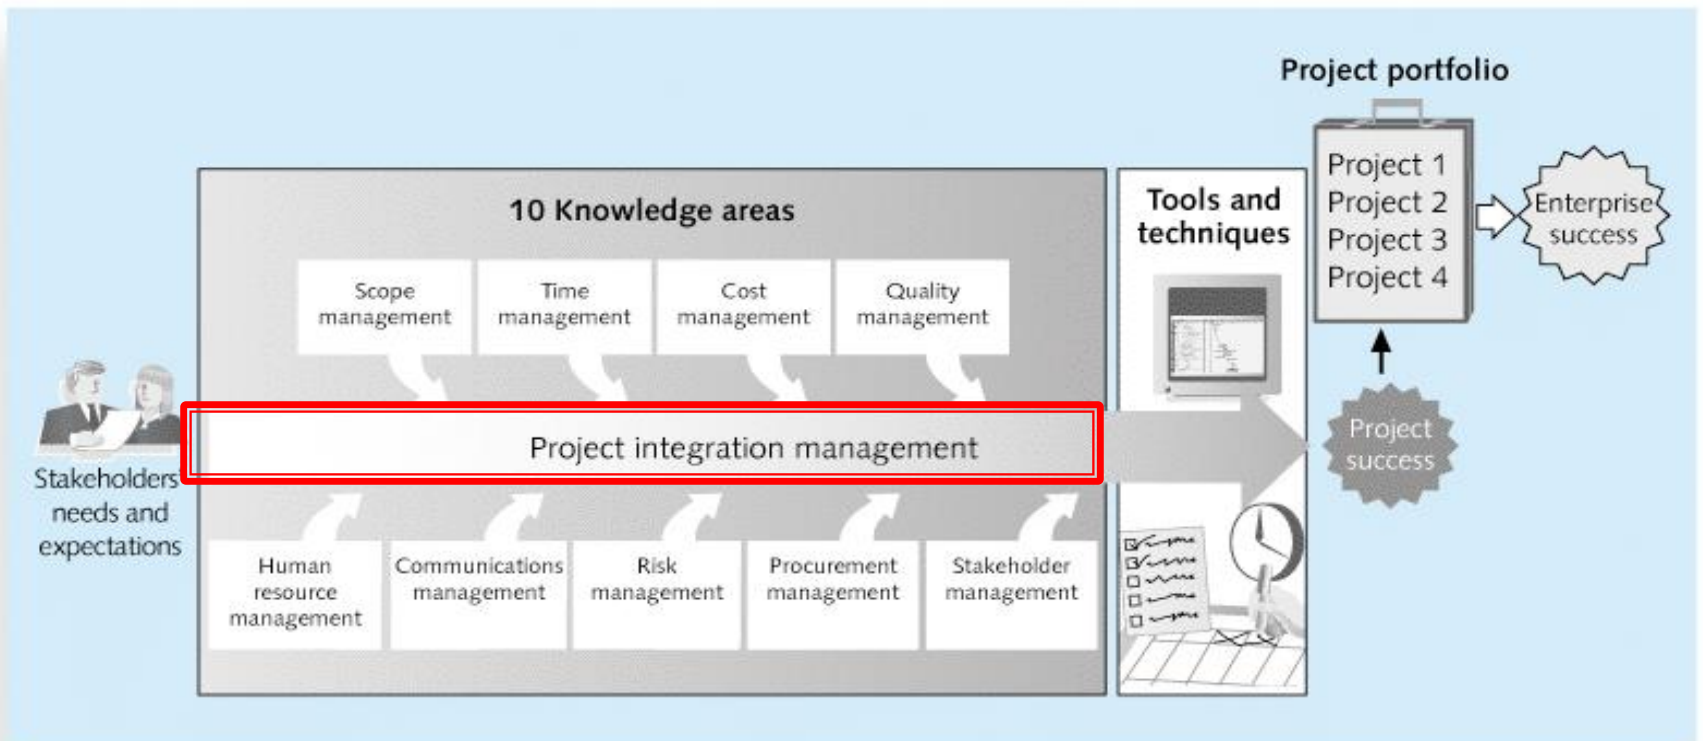 Project portfolio
Project 1
Project 2
Project 3
Project 4
Enterprise
success
10 Knowledge areas
Tools and
techniques
Scope
management
Time
management
Cost
management
Quality
management
Stakeholders'
needs and
expectations
Project integration management
Project
success
Human
resource
management
Communications
management
Risk
management
Procurement
management
Stakeholder
management